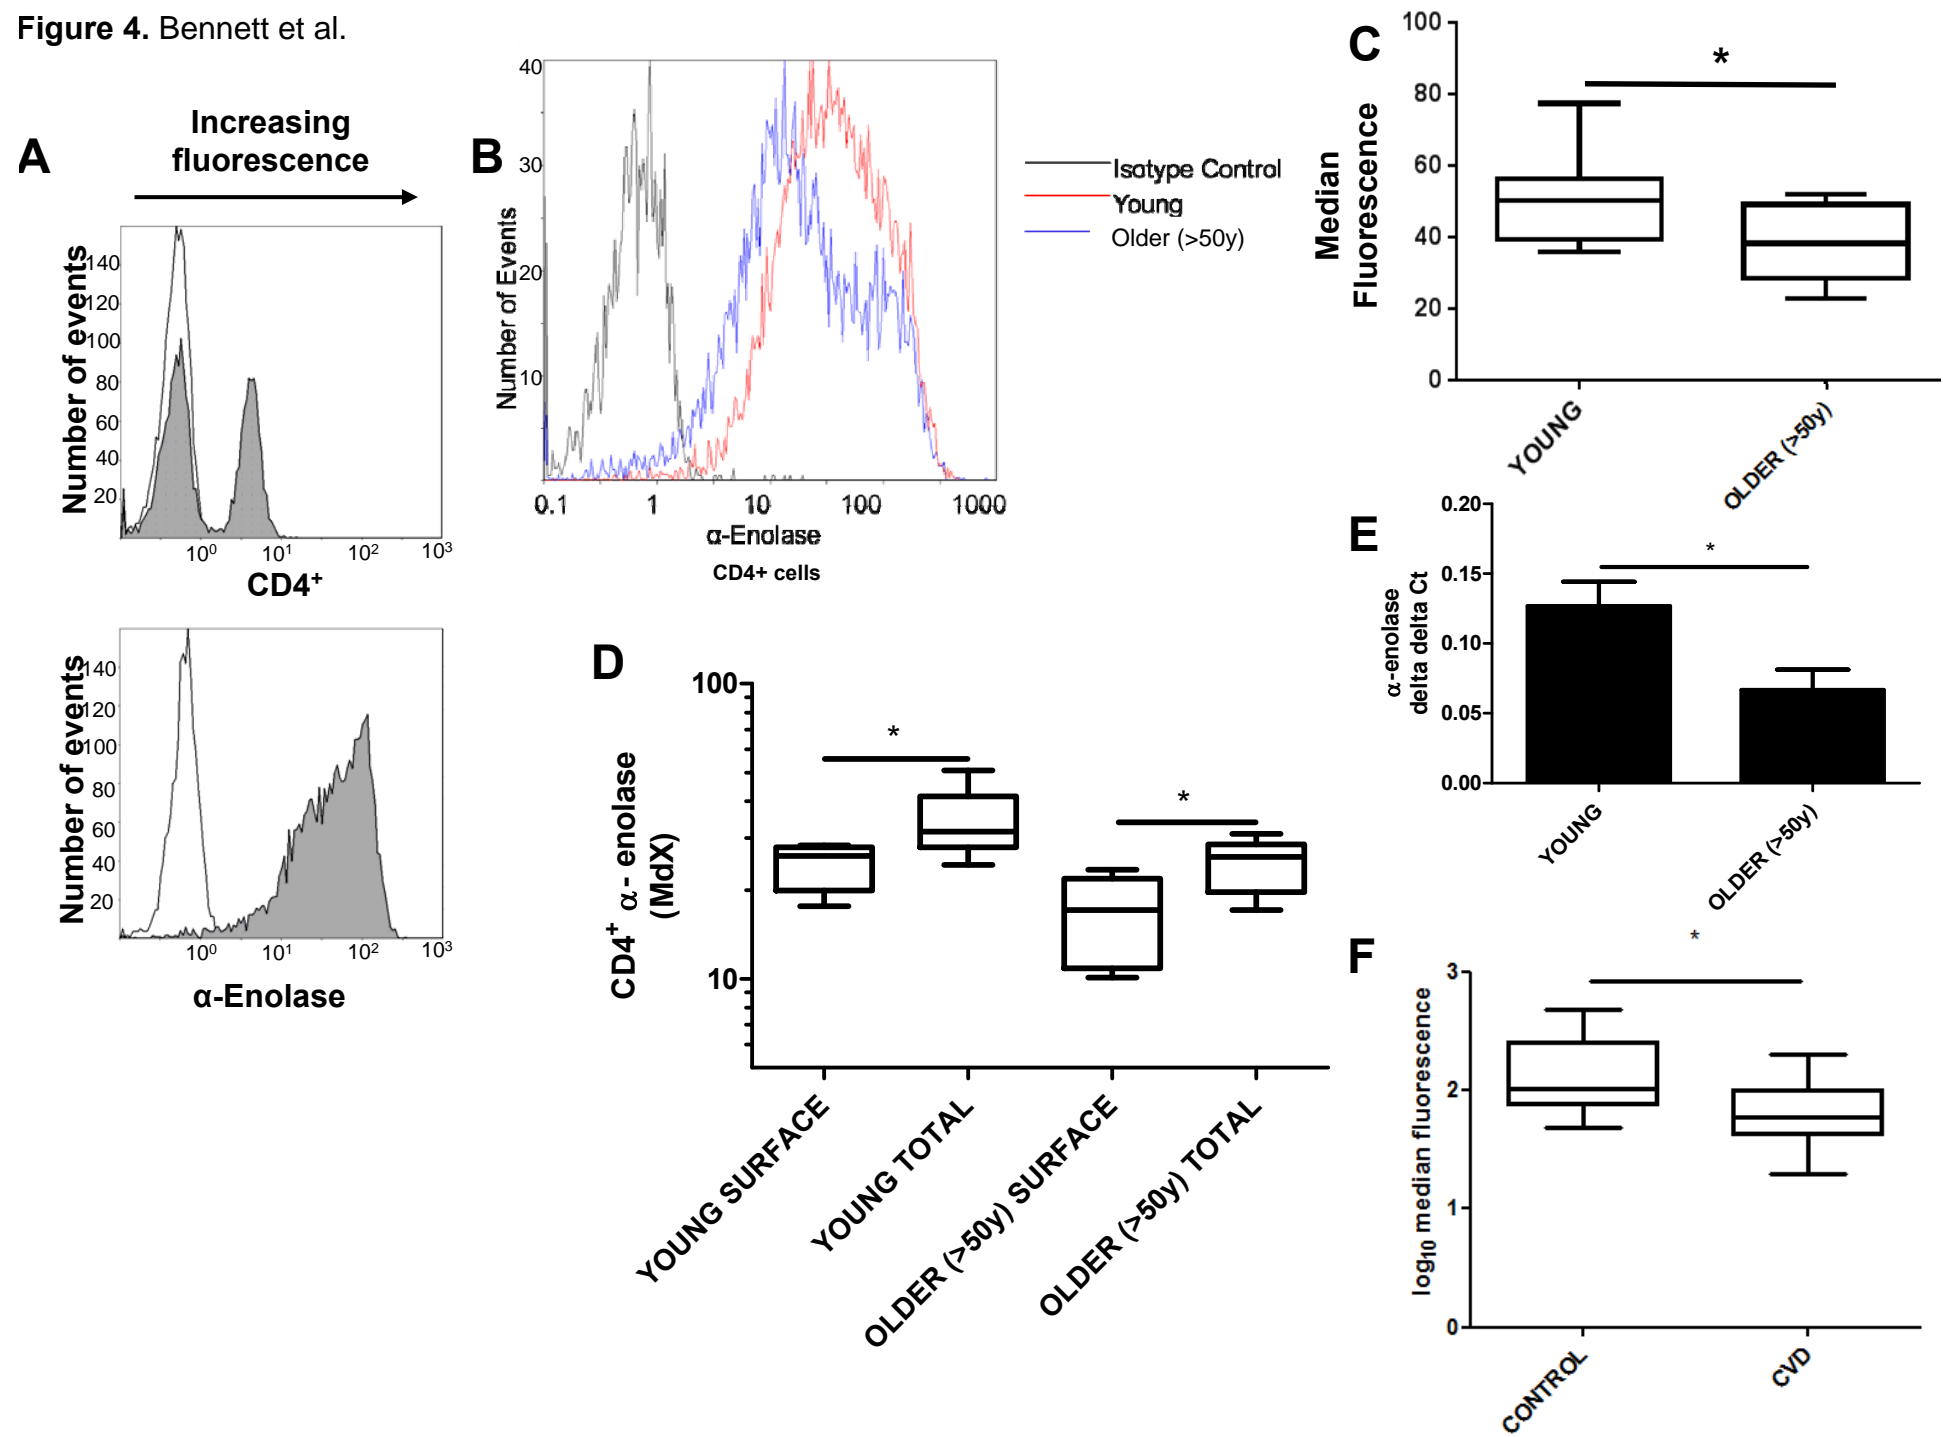 Figure 4. Bennett et al.
A
Increasing
fluorescence
Number of events
140
120
100
80
60
40
20
10⁰ 10¹ 10² 10³
CD4⁺
Number of events
140
120
100
80
60
40
20
10⁰ 10¹ 10² 10³
α-Enolase
B
Number of Events
40
30
20
10
0.1 1 10 100 1000
α-Enolase
CD4+ cells
Isotype Control
Young
Older (>50y)
C
Median
Fluorescence
100
80
60
40
20
0
*
YOUNG
OLDER (>50y)
D
CD4⁺ α- enolase
(MdX)
100
10
*
*
YOUNG SURFACE
YOUNG TOTAL
OLDER (>50y) SURFACE
OLDER (>50y) TOTAL
E
α-enolase
delta delta Ct
0.20
0.15
0.10
0.05
0.00
*
YOUNG
OLDER (>50y)
F
log₁₀ median fluorescence
3
2
1
0
*
CONTROL
CVD